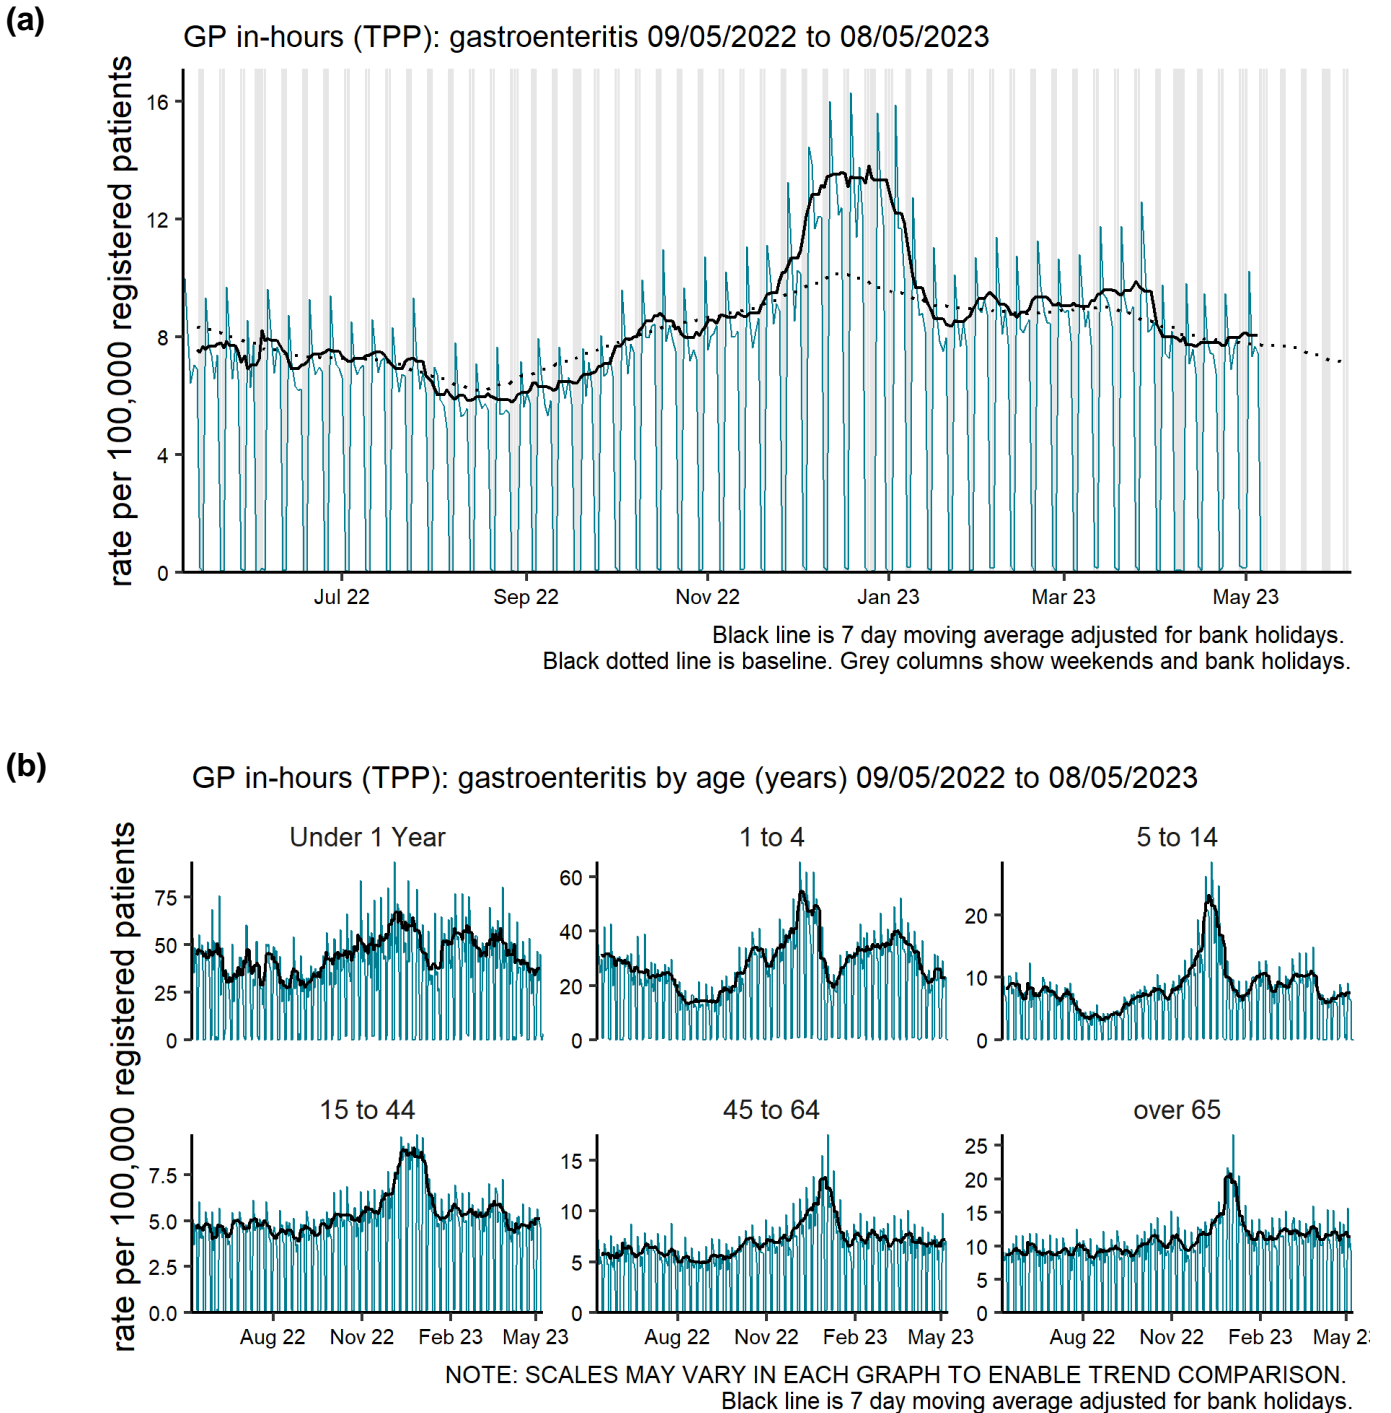 (a)
GP in-hours (TPP): gastroenteritis 09/05/2022 to 08/05/2023
rate per 100,000 registered patients
16
12
8
4
0
Jul 22 Sep 22 Nov 22 Jan 23 Mar 23 May 23
Black line is 7 day moving average adjusted for bank holidays.
Black dotted line is baseline. Grey columns show weekends and bank holidays.
(b)
GP in-hours (TPP): gastroenteritis by age (years) 09/05/2022 to 08/05/2023
rate per 100,000 registered patients
Under 1 Year
75
50
25
0
1 to 4
60
40
20
0
5 to 14
20
10
0
15 to 44
7.5
5.0
2.5
0.0
Aug 22 Nov 22 Feb 23 May 23
45 to 64
15
10
5
0
Aug 22 Nov 22 Feb 23 May 23
over 65
25
20
15
10
5
0
Aug 22 Nov 22 Feb 23 May 2
NOTE: SCALES MAY VARY IN EACH GRAPH TO ENABLE TREND COMPARISON.
Black line is 7 day moving average adjusted for bank holidays.